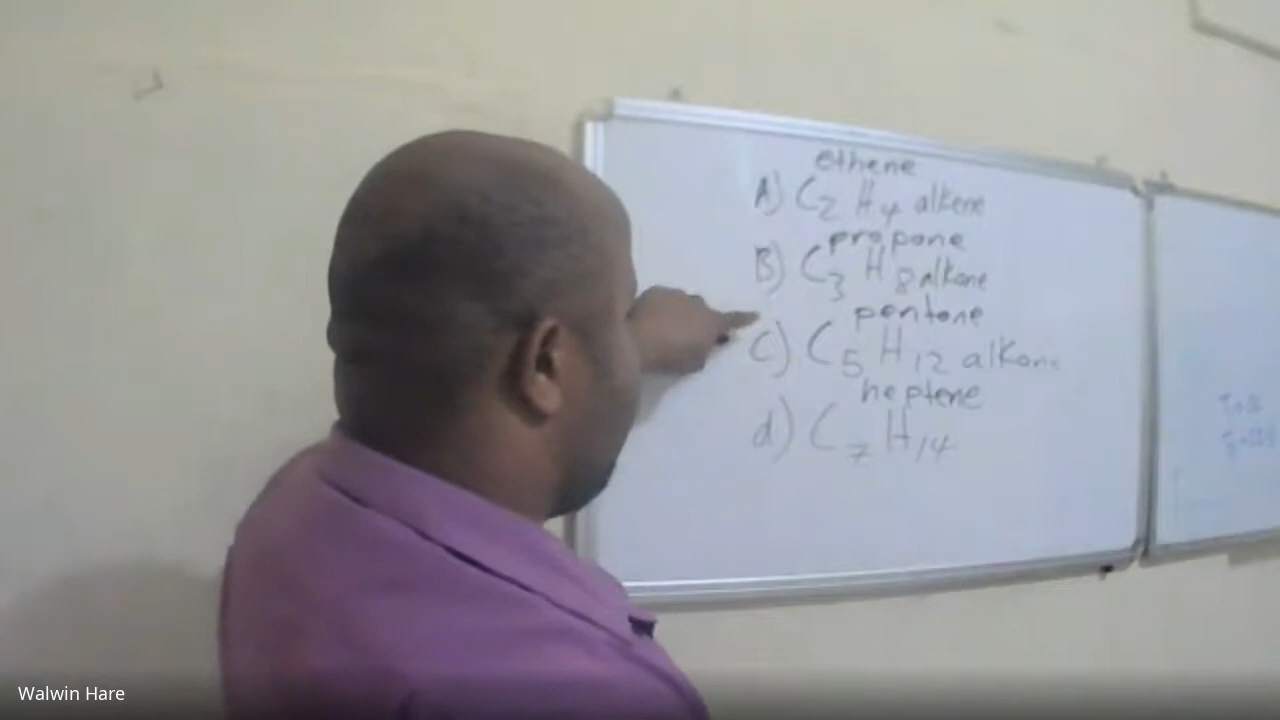 ethene
A) C2 H4 alkene
propane
B) C3 H8 alkane
pentane
C) C5 H12 alkane
heptene
d) C7 H14
Walwin Hare